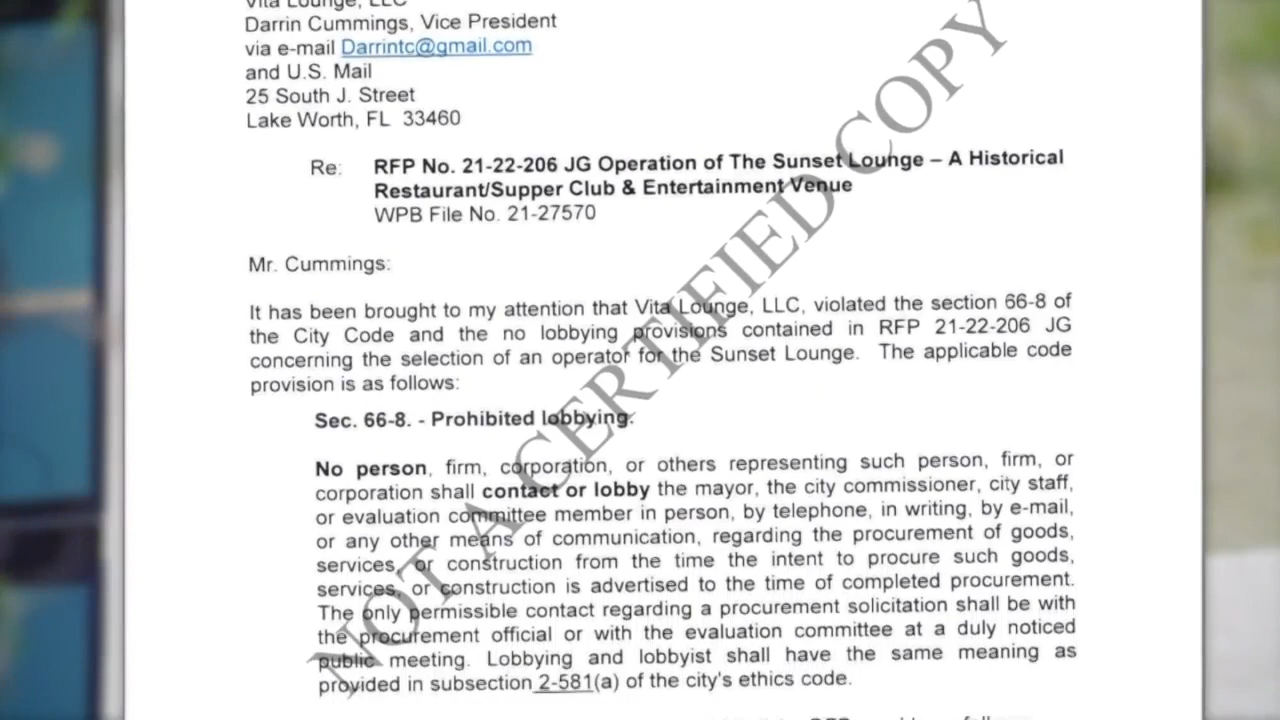 Vita Lounge, LLC
Darrin Cummings, Vice President
via e-mail Darrintc@gmail.com
and U.S. Mail
25 South J. Street
Lake Worth, FL 33460
Re: RFP No. 21-22-206 JG Operation of The Sunset Lounge – A Historical
Restaurant/Supper Club & Entertainment Venue
WPB File No. 21-27570
Mr. Cummings:
It has been brought to my attention that Vita Lounge, LLC, violated the section 66-8 of
the City Code and the no lobbying provisions contained in RFP 21-22-206 JG
concerning the selection of an operator for the Sunset Lounge. The applicable code
provision is as follows:
Sec. 66-8. - Prohibited lobbying.
No person, firm, corporation, or others representing such person, firm, or
corporation shall contact or lobby the mayor, the city commissioner, city staff,
or evaluation committee member in person, by telephone, in writing, by e-mail,
or any other means of communication, regarding the procurement of goods,
services, or construction from the time the intent to procure such goods,
services, or construction is advertised to the time of completed procurement.
The only permissible contact regarding a procurement solicitation shall be with
the procurement official or with the evaluation committee at a duly noticed
public meeting. Lobbying and lobbyist shall have the same meaning as
provided in subsection 2-581(a) of the city's ethics code.
NOT A CERTIFIED COPY